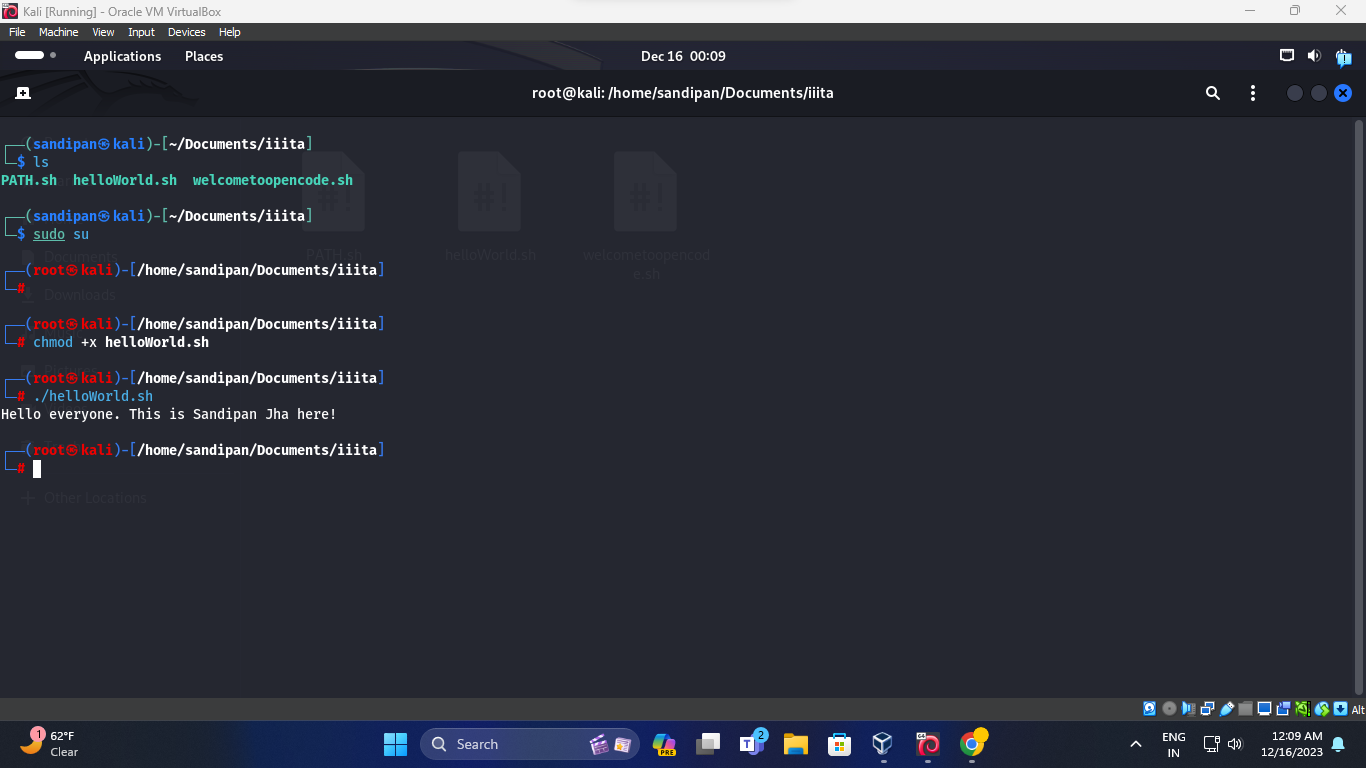 Kali [Running] - Oracle VM VirtualBox
File Machine View Input Devices Help
Applications Places Dec 16 00:09
root@kali: /home/sandipan/Documents/iiita
┌──(sandipan㉿kali)-[~/Documents/iiita]
└─$ ls
PATH.sh helloWorld.sh welcometoopencode.sh
┌──(sandipan㉿kali)-[~/Documents/iiita]
└─$ sudo su
┌──(root㉿kali)-[/home/sandipan/Documents/iiita]
└─#
┌──(root㉿kali)-[/home/sandipan/Documents/iiita]
└─# chmod +x helloWorld.sh
┌──(root㉿kali)-[/home/sandipan/Documents/iiita]
└─# ./helloWorld.sh
Hello everyone. This is Sandipan Jha here!
┌──(root㉿kali)-[/home/sandipan/Documents/iiita]
└─#
PATH.sh helloWorld.sh welcometoopencod
e.sh
Documents
Downloads
Other Locations
Alt
1
62°F
Clear
Search
PRE
2
ENG
IN
12:09 AM
12/16/2023